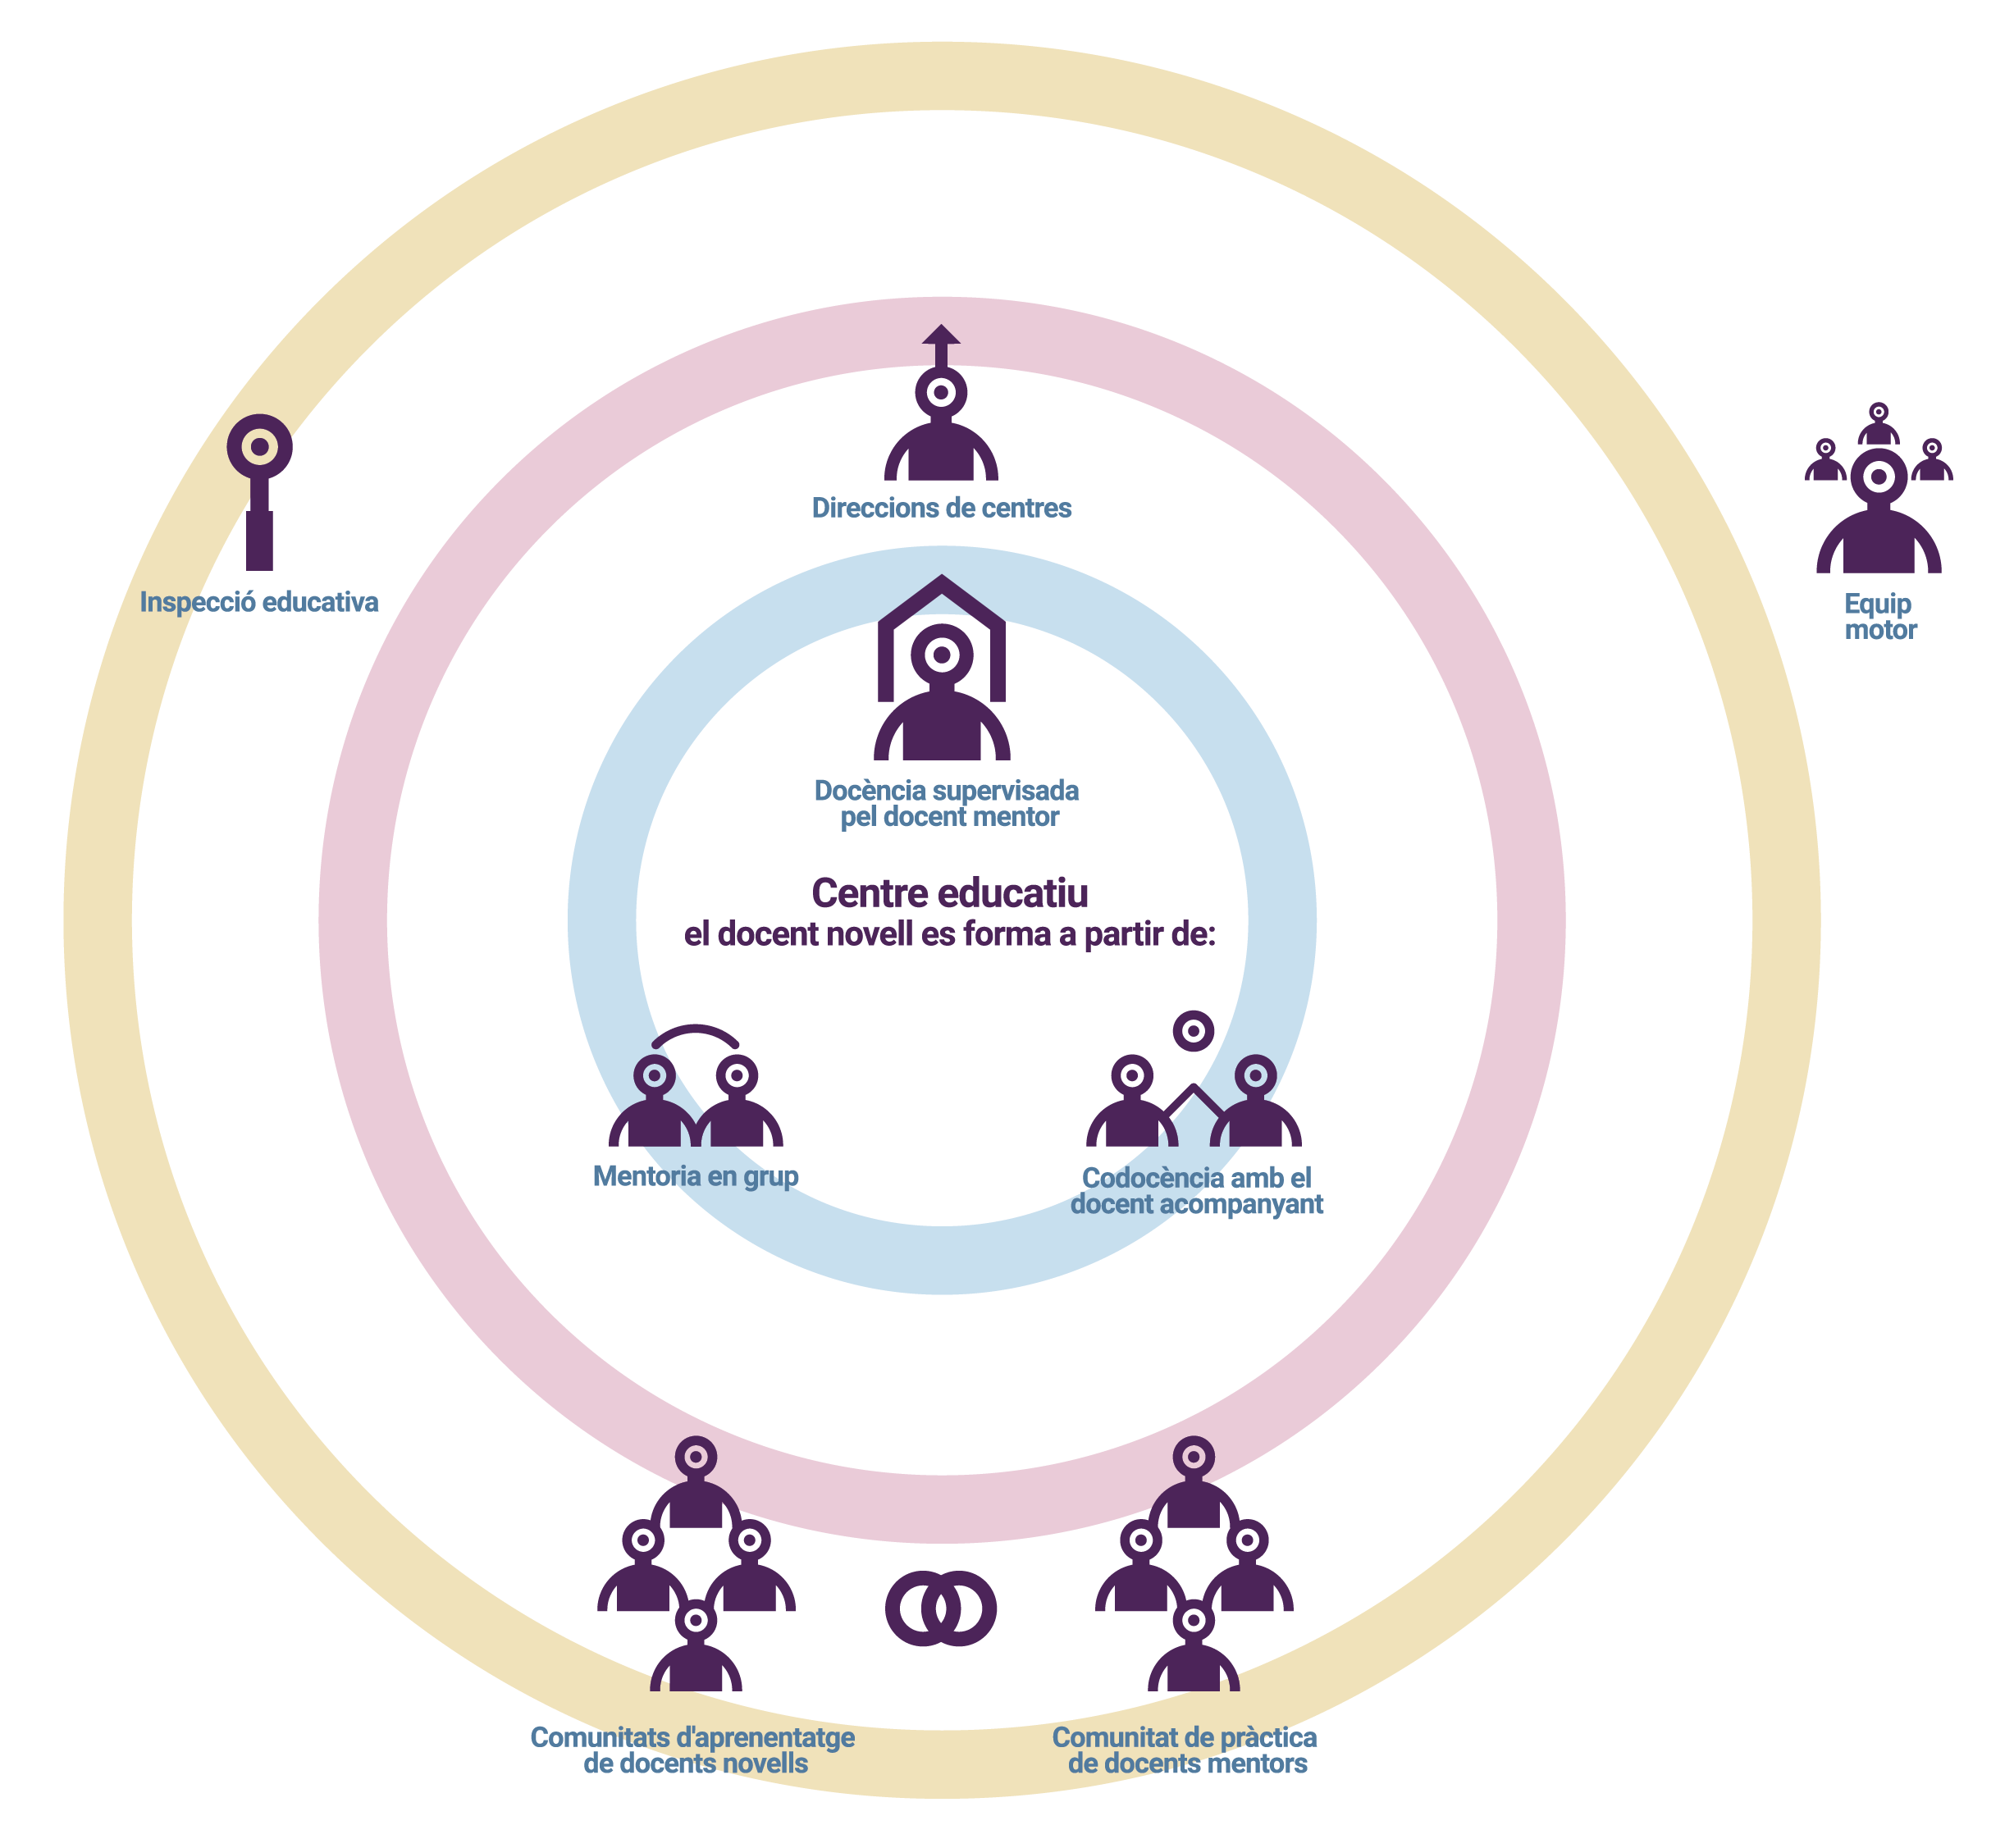 Direccions de centres
Inspecció educativa
Equip
motor
Docència supervisada
pel docent mentor
Centre educatiu
el docent novell es forma a partir de:
Mentoria en grup
Codocència amb el
docent acompanyant
Comunitats d'aprenentatge
de docents novells
Comunitat de pràctica
de docents mentors